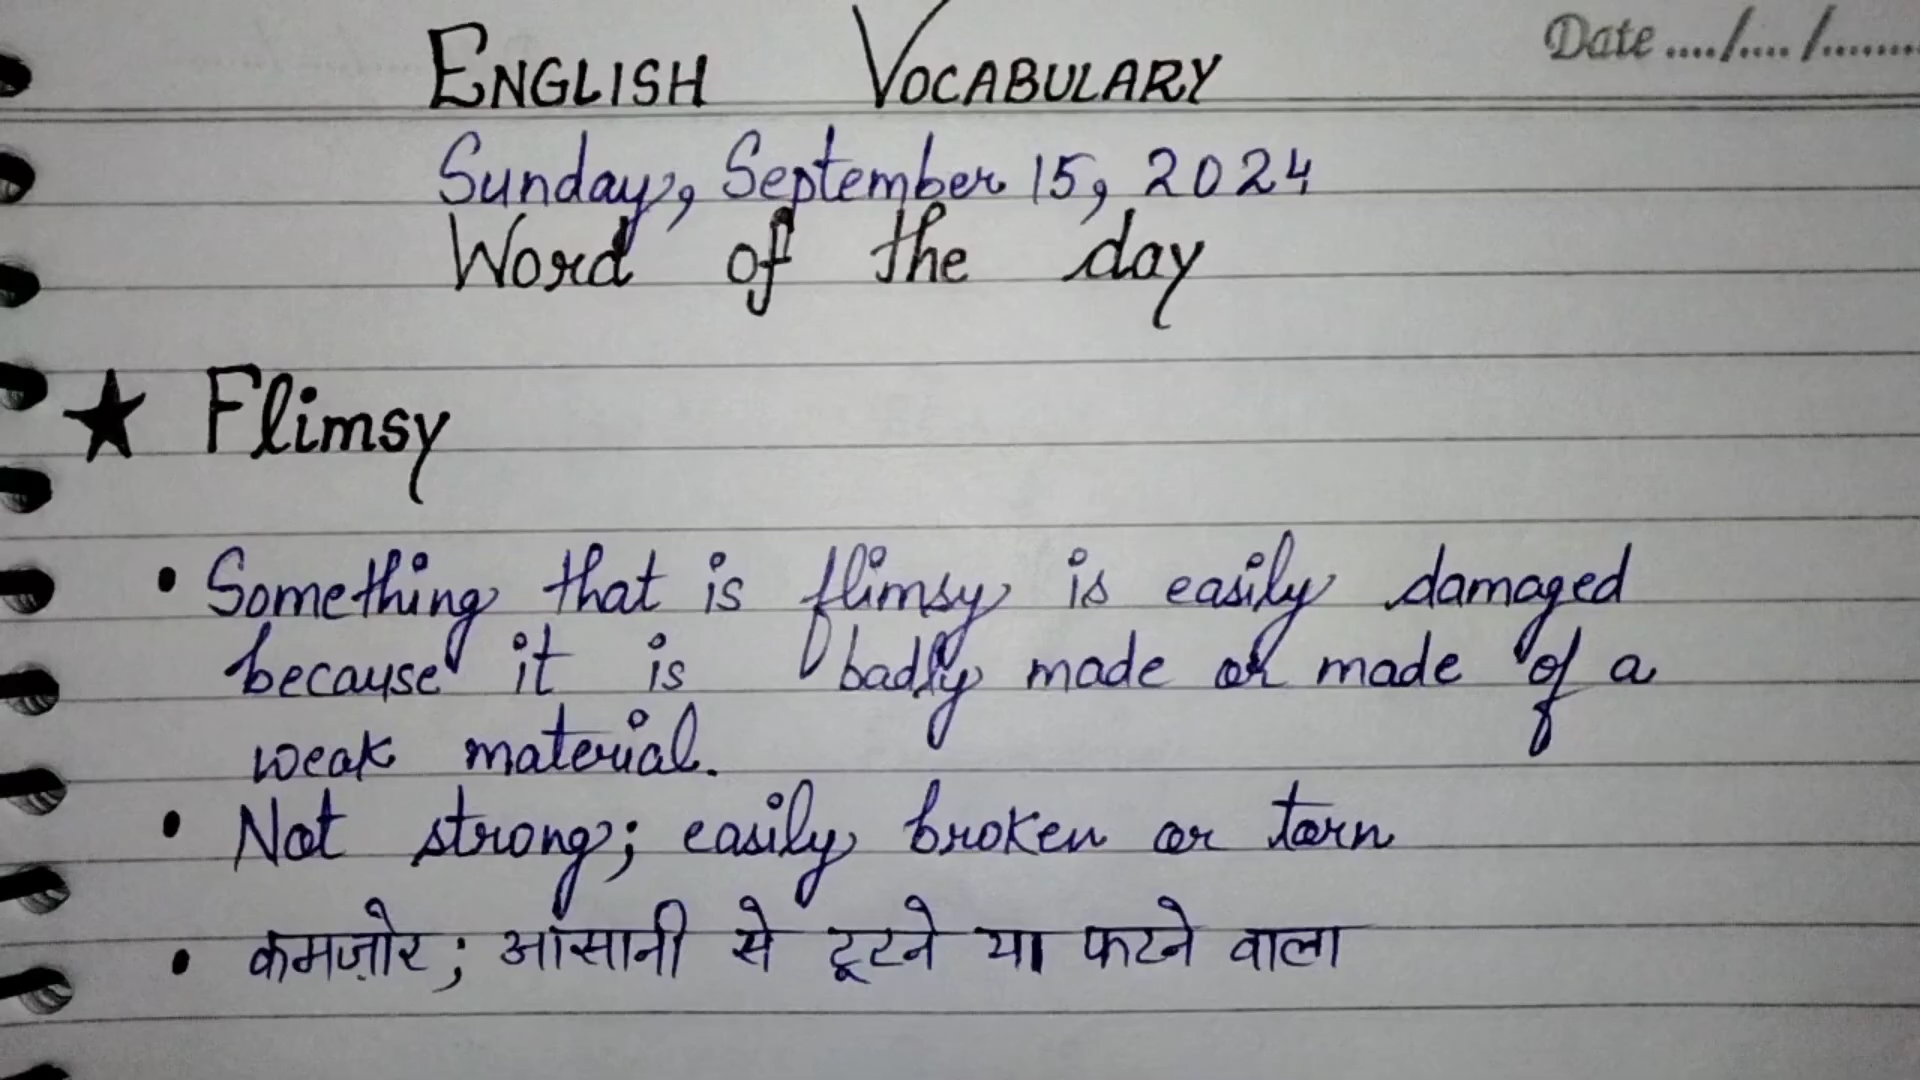 Date ..../..../........
ENGLISH VOCABULARY
Sunday, September 15, 2024
Word of the day
★ Flimsy
• Something that is flimsy is easily damaged
because it is badly made or made of a
weak material.
• Not strong; easily broken or torn
• कमज़ोर; आसानी से टूटने या फटने वाला